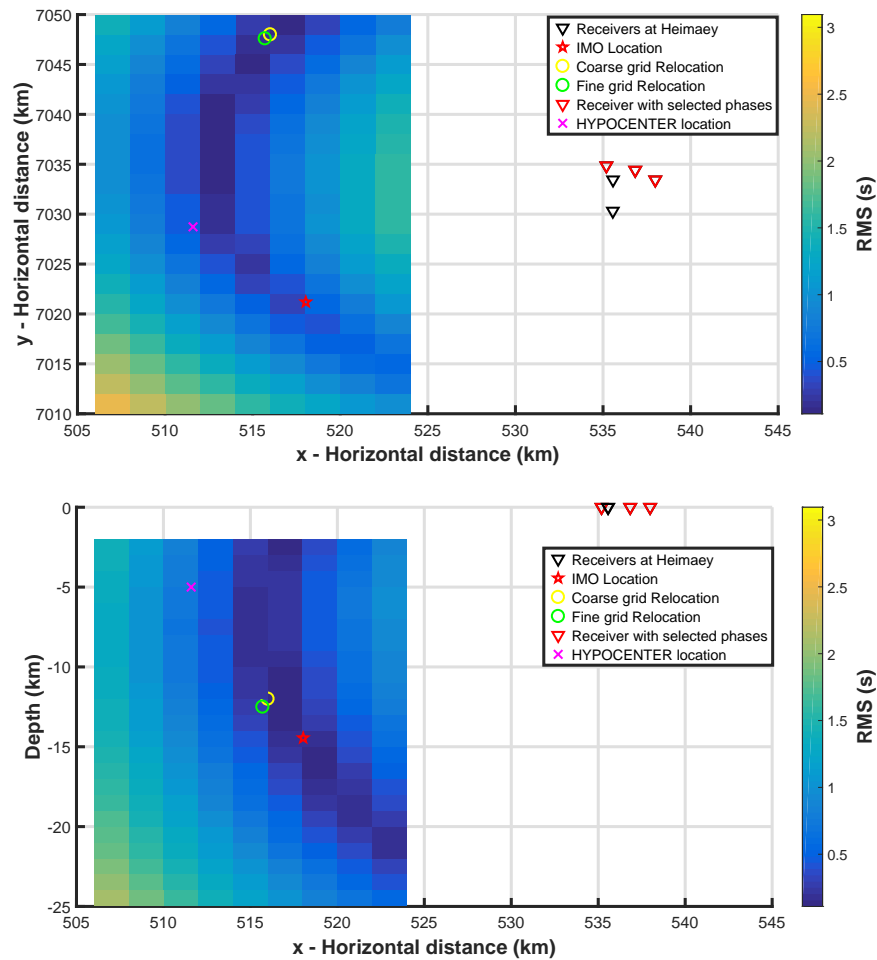 7050
7045
7040
7035
7030
7025
7020
7015
7010
y - Horizontal distance (km)
505
510
515
520
525
530
535
540
545
x - Horizontal distance (km)
Receivers at Heimaey
IMO Location
Coarse grid Relocation
Fine grid Relocation
Receiver with selected phases
HYPOCENTER location
3
2.5
2
1.5
1
0.5
RMS (s)
0
-5
-10
-15
-20
-25
Depth (km)
505
510
515
520
525
530
535
540
545
x - Horizontal distance (km)
Receivers at Heimaey
IMO Location
Coarse grid Relocation
Fine grid Relocation
Receiver with selected phases
HYPOCENTER location
3
2.5
2
1.5
1
0.5
RMS (s)